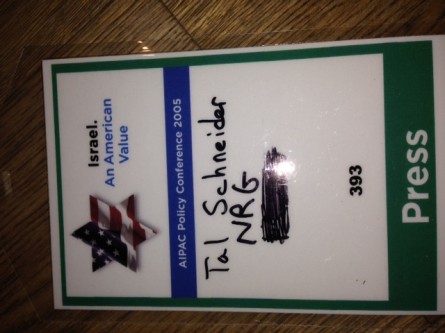 Israel.
An American
Value
AIPAC Policy Conference 2005
Tal Schneider
NRG
393
Press